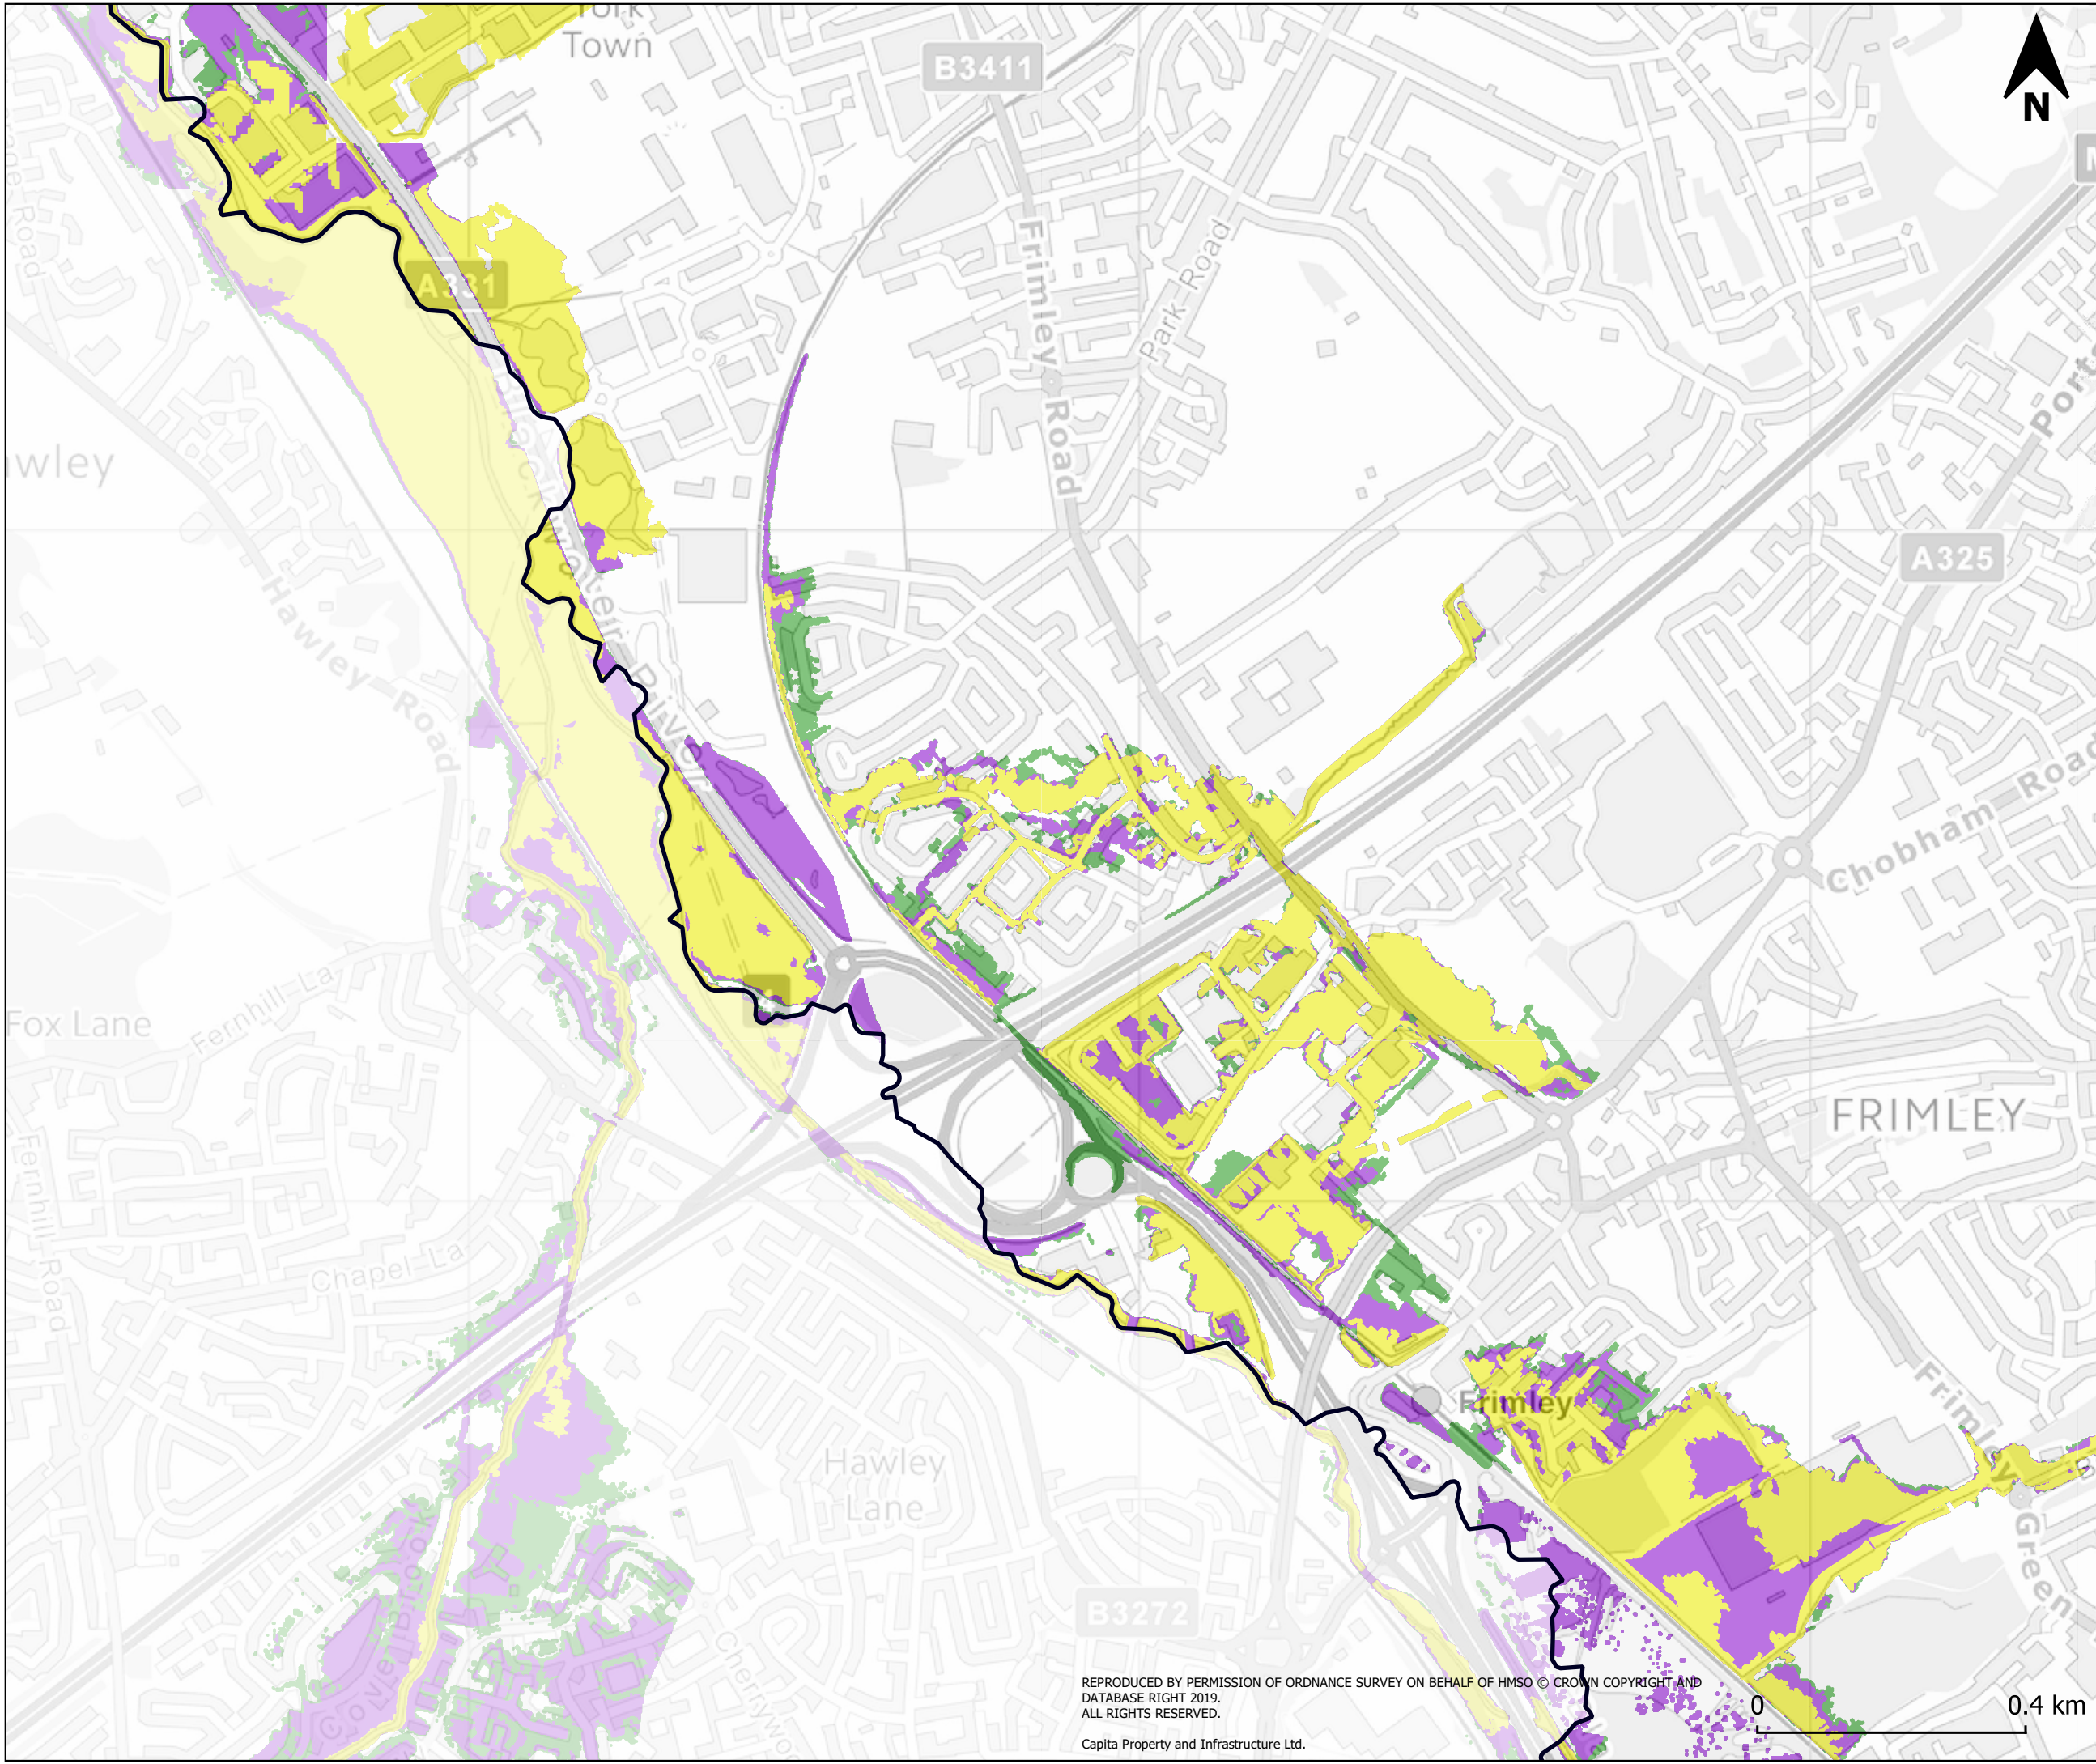 Town
B3411
N
A331
Frimley Road
Park Road
A325
Hawley Road
Chobham Road
Fox Lane
Fernhill La
FRIMLEY
Fernhill Road
Chapel La
Frimley
Hawley
Lane
Frimley
Green
REPRODUCED BY PERMISSION OF ORDNANCE SURVEY ON BEHALF OF HMSO © CROWN COPYRIGHT AND
DATABASE RIGHT 2019.
ALL RIGHTS RESERVED.
0
0.4 km
Capita Property and Infrastructure Ltd.